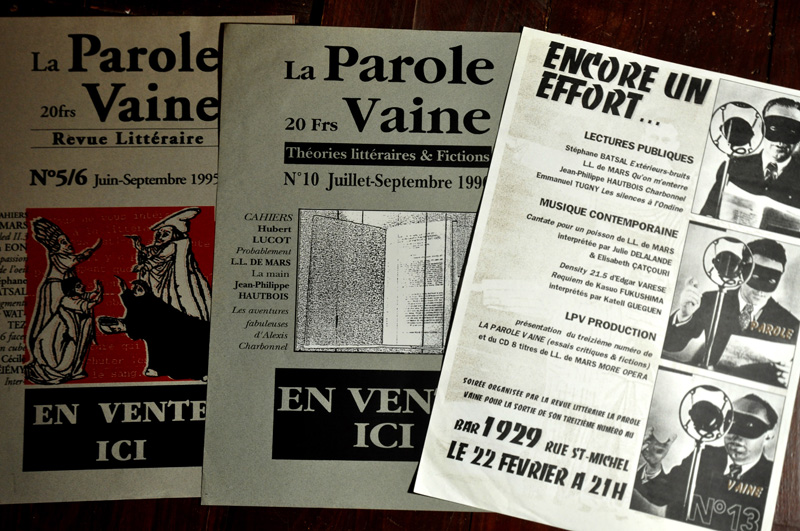 La Parole
20frs Vaine
Revue Littéraire
N°5/6 Juin-Septembre 1995
MARS
EON
EN VENTE
ICI
La Parole
20 Frs Vaine
Théories littéraires & Fictions
N°10 Juillet-Septembre 199
CAHIERS
Hubert
LUCOT
Probablement
L.L. DE MARS
La main
Jean-Philippe
HAUTBOIS
Les aventures
fabuleuses
d'Alexis
Charbonnel
EN VEN
ICI
ENCORE UN
EFFORT...
LECTURES PUBLIQUES
Stéphane BATSAL Extérieurs-bruits
L.L. de MARS Qu'on m'enterre
Jean-Philippe HAUTBOIS Charbonnel
Emmanuel TUGNY Les silences à l'Ondine
MUSIQUE CONTEMPORAINE
Cantate pour un poisson de L.L. de MARS
interprétée par Julie DELALANDE
& Elisabeth ÇATÇOURI
Density 21.5 d'Edgar VARESE
Requiem de Kasuo FUKUSHIMA
interprétés par Katell GUEGUEN
LPV PRODUCTION
présentation du treizième numéro de
LA PAROLE VAINE (essais critiques & fictions)
et du CD 8 titres de L.L. de MARS MORE OPERA
SOIRÉE ORGANISÉE PAR LA REVUE LITTÉRAIRE LA PAROLE
VAINE POUR LA SORTIE DE SON TREIZIÈME NUMÉRO AU
BAR 1929 RUE ST-MICHEL
LE 22 FÉVRIER À 21H
LA
PAROLE
VAINE
N°13